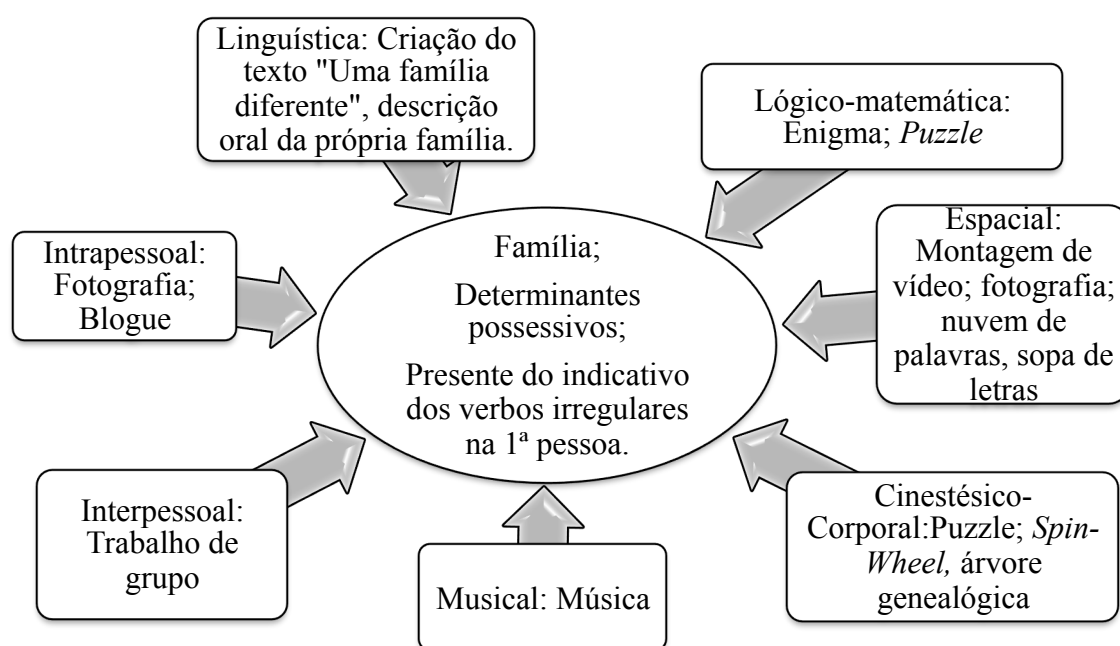 Linguística: Criação do
texto "Uma família
diferente", descrição
oral da própria família.
Lógico-matemática:
Enigma; Puzzle
Espacial:
Montagem de
vídeo; fotografia;
nuvem de
palavras, sopa de
letras
Cinestésico-
Corporal:Puzzle; Spin-
Wheel, árvore
genealógica
Musical: Música
Interpessoal:
Trabalho de
grupo
Intrapessoal:
Fotografia;
Blogue
Família;
Determinantes
possessivos;
Presente do indicativo
dos verbos irregulares
na 1ª pessoa.